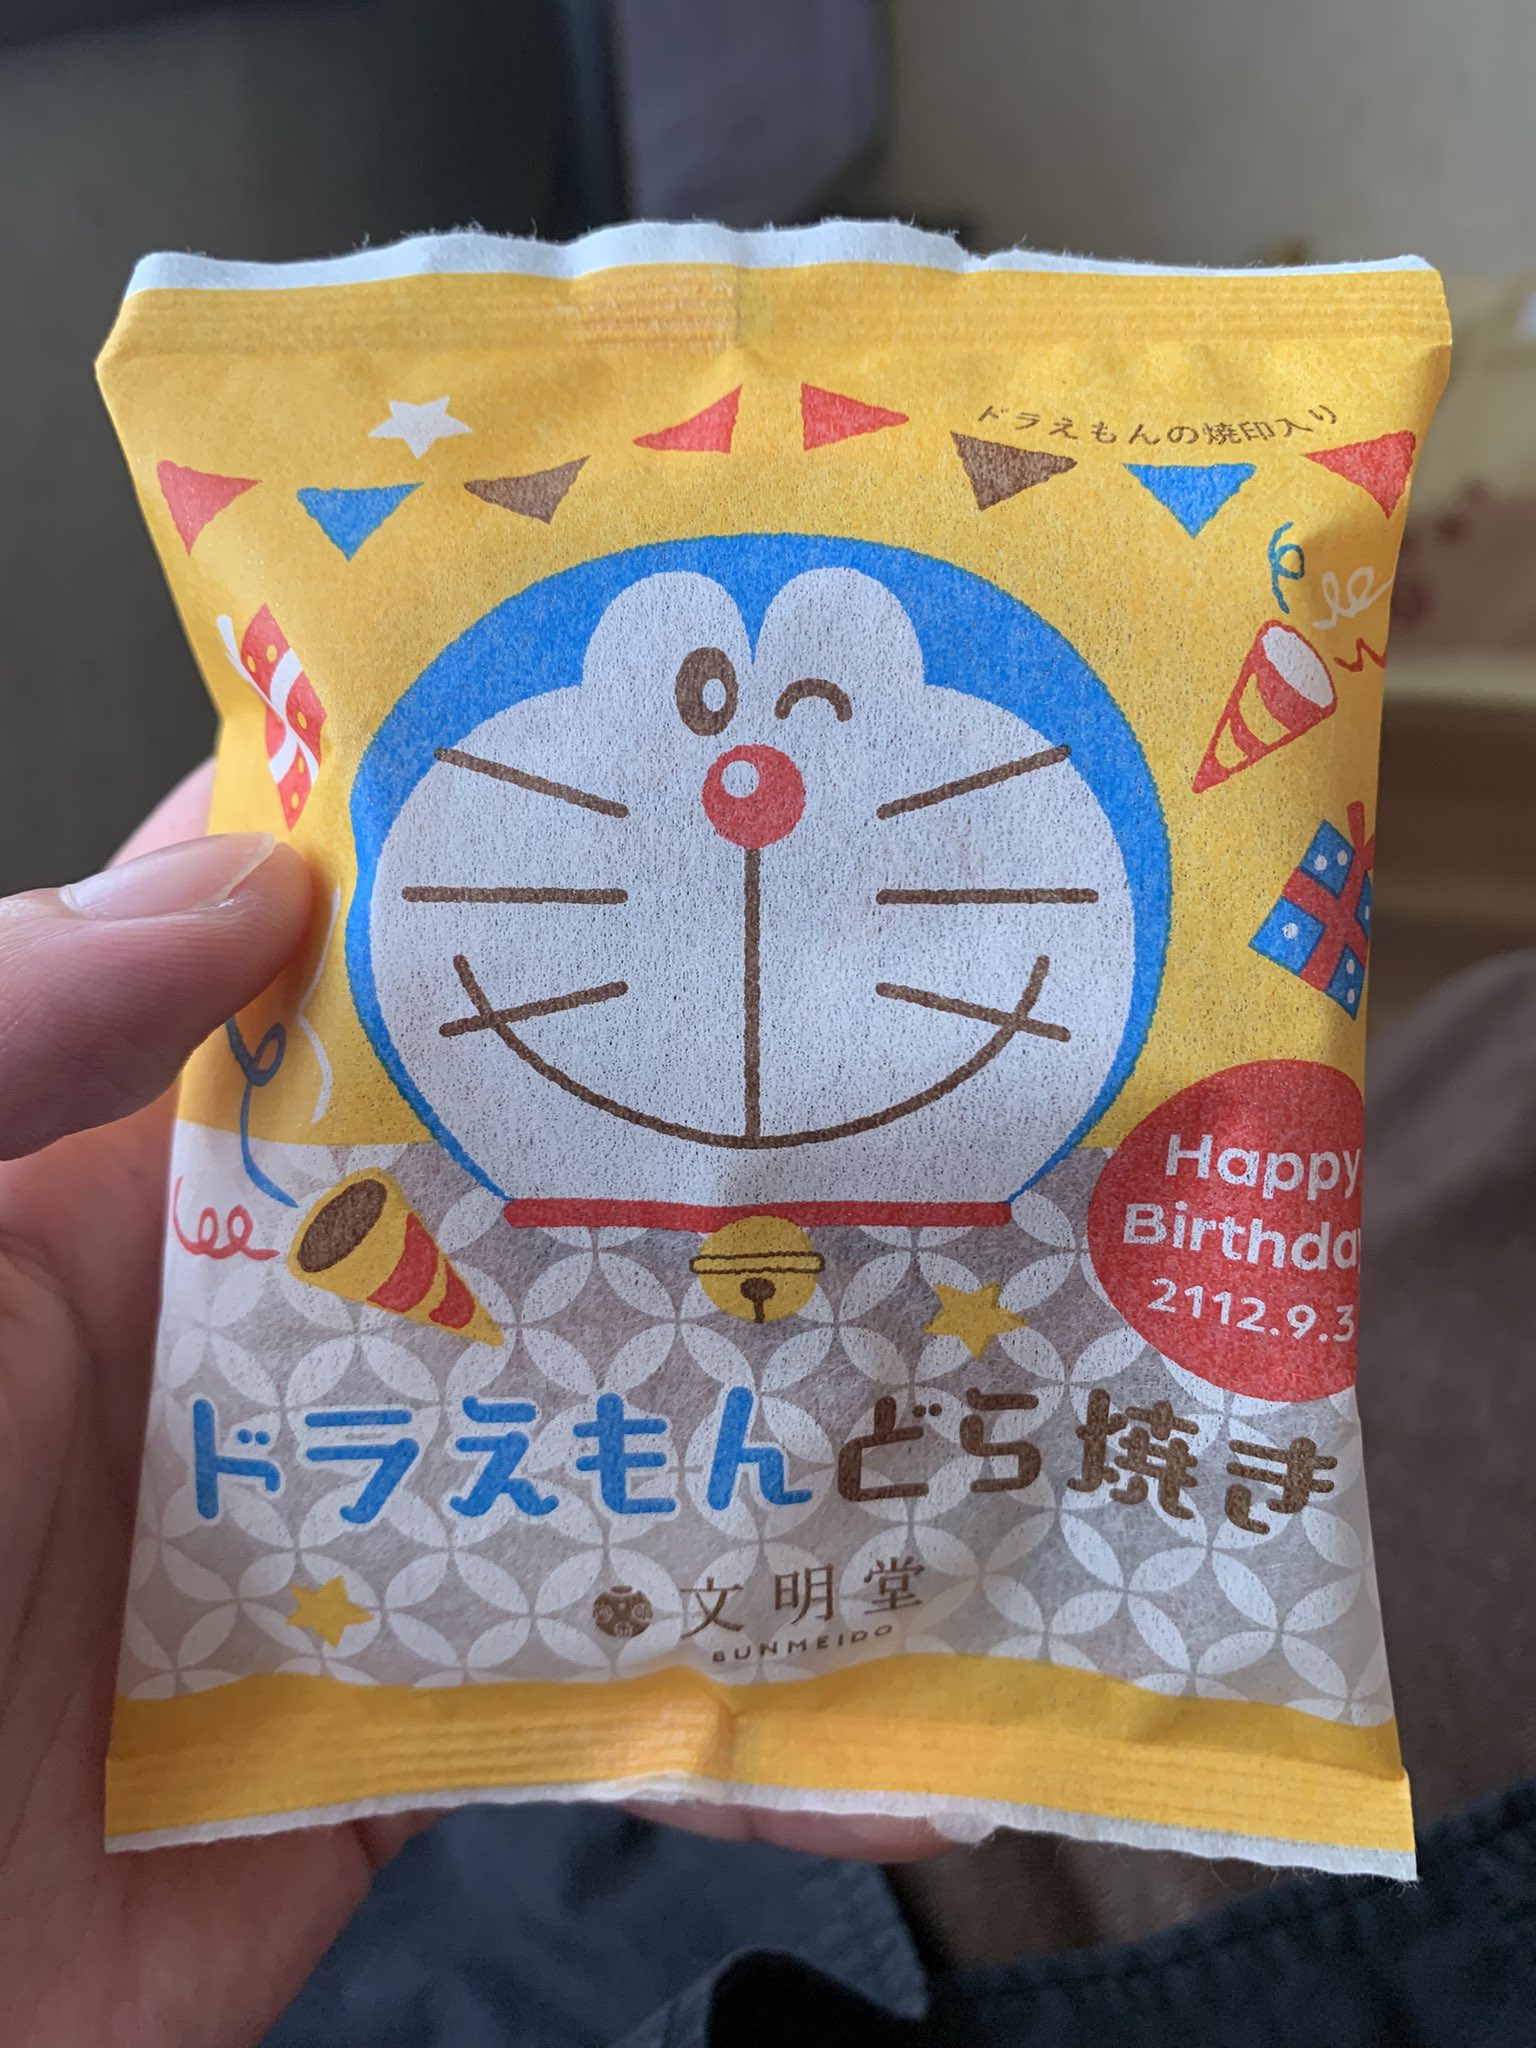 ドラえもんの焼印入り
Happy
Birthday
2112.9.3
ドラえもんどら焼き
文明堂
BUNMEIDO